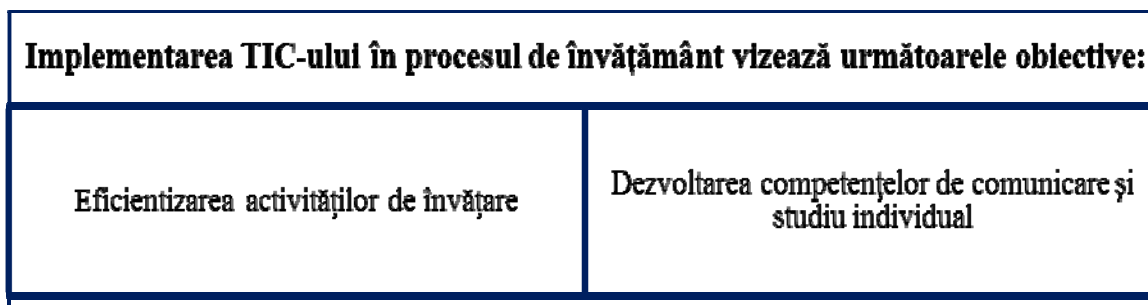 Implementarea TIC-ului în procesul de învățământ vizează următoarele obiective:
Eficientizarea activităților de învățare
Dezvoltarea competențelor de comunicare și
studiu individual